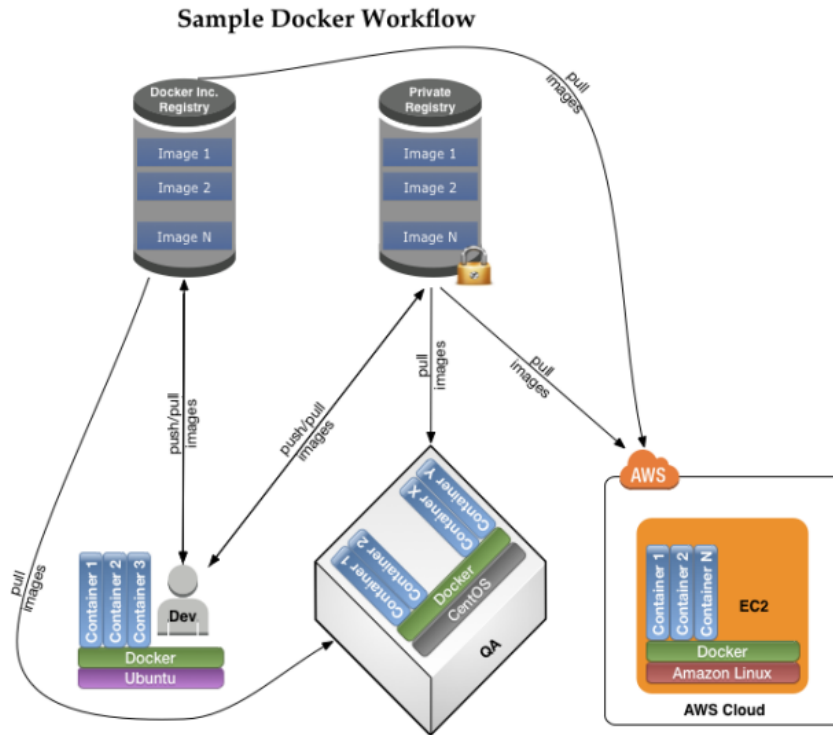 Sample Docker Workflow
Docker Inc.
Registry
Image 1
Image 2
Image N
Private
Registry
Image 1
Image 2
Image N
pull
images
push/pull
images
push/pull
images
pull
images
pull
images
pull
images
Container 1
Container 2
Container 3
Dev
Docker
Ubuntu
Container 1
Container 2
Container X
Container Y
Docker
CentOS
QA
AWS
Container 1
Container 2
Container N
EC2
Docker
Amazon Linux
AWS Cloud